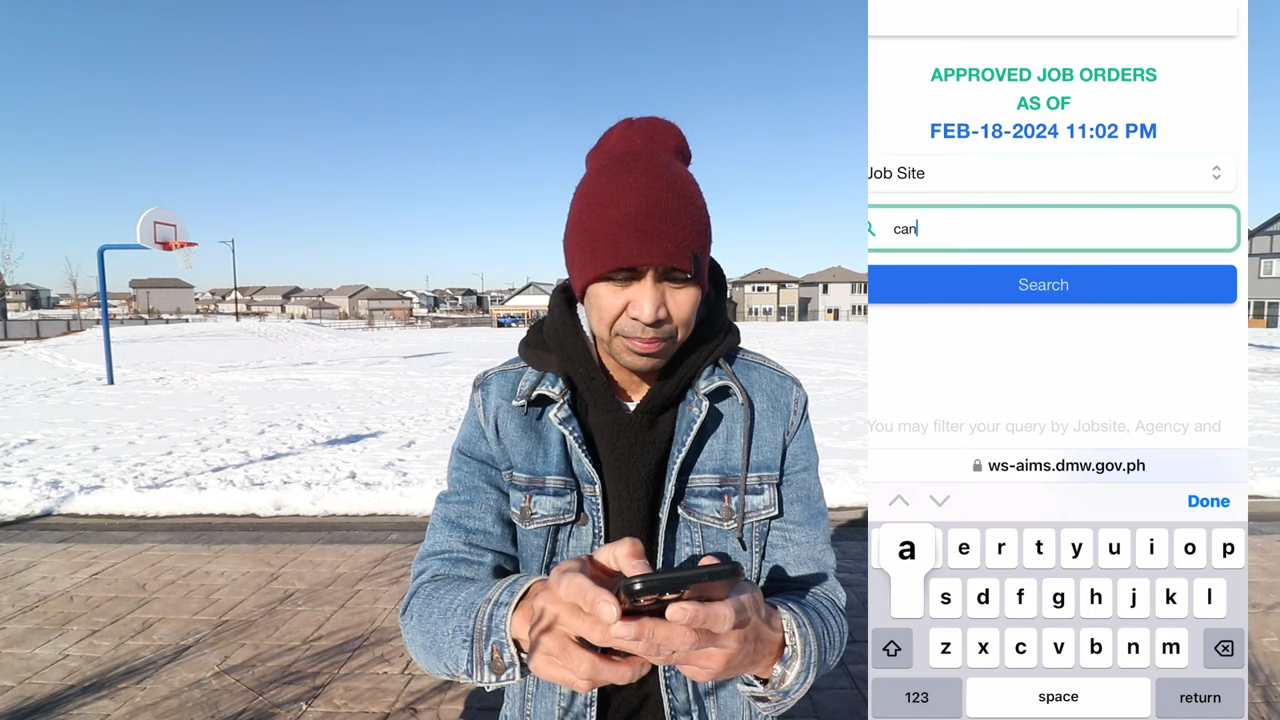 APPROVED JOB ORDERS
AS OF
FEB-18-2024 11:02 PM
Job Site
can
Search
You may filter your query by Jobsite, Agency and
ws-aims.dmw.gov.ph
Done
a e r t y u i o p
s d f g h j k l
z x c v b n m
123 space return